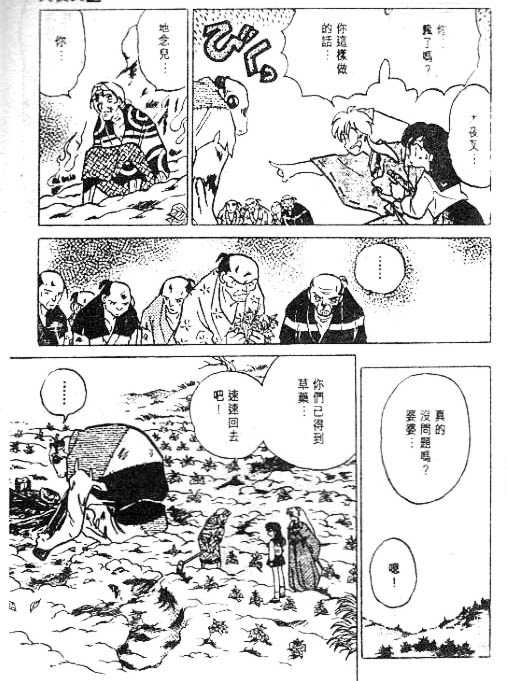 你…
瘋了嗎？
你這樣做
的話…
，夜叉…
びくっ
地念兒…
你…
……
真的
沒問題嗎？
婆婆…
嗯！
你們已得到
草藥…
速速回去
吧！
……